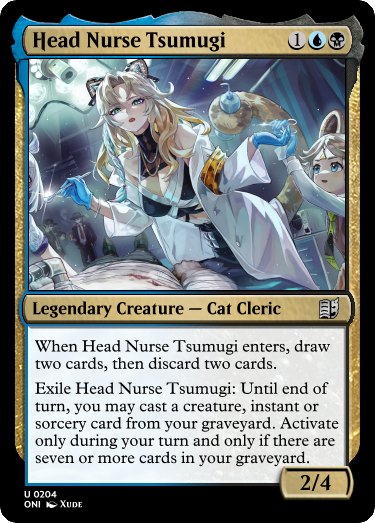 Head Nurse Tsumugi 1
Legendary Creature — Cat Cleric
When Head Nurse Tsumugi enters, draw
two cards, then discard two cards.
Exile Head Nurse Tsumugi: Until end of
turn, you may cast a creature, instant or
sorcery card from your graveyard. Activate
only during your turn and only if there are
seven or more cards in your graveyard.
2/4
U 0204
ONI Xude